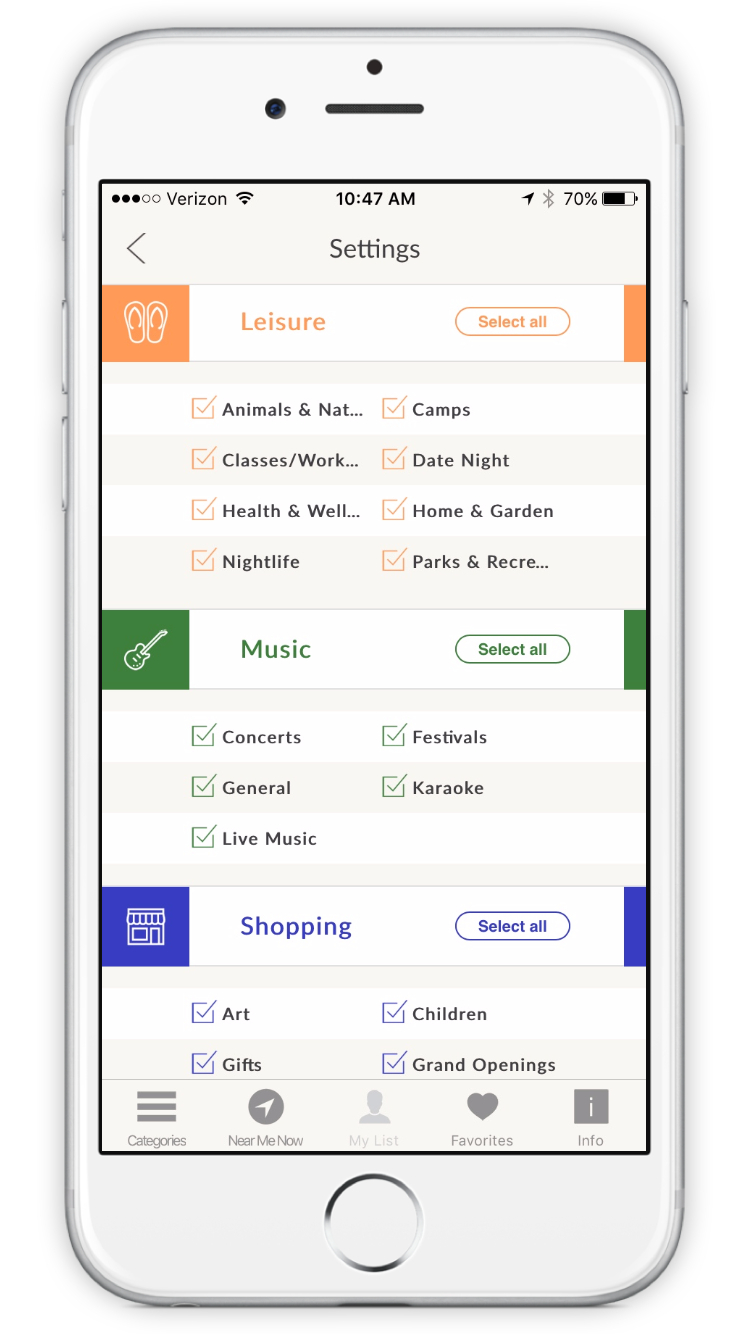 Verizon 10:47 AM 70%
Settings
Leisure Select all
Animals & Nat... Camps
Classes/Work... Date Night
Health & Well... Home & Garden
Nightlife Parks & Recre...
Music Select all
Concerts Festivals
General Karaoke
Live Music
Shopping Select all
Art Children
Gifts Grand Openings
Categories Near Me Now My List Favorites i Info